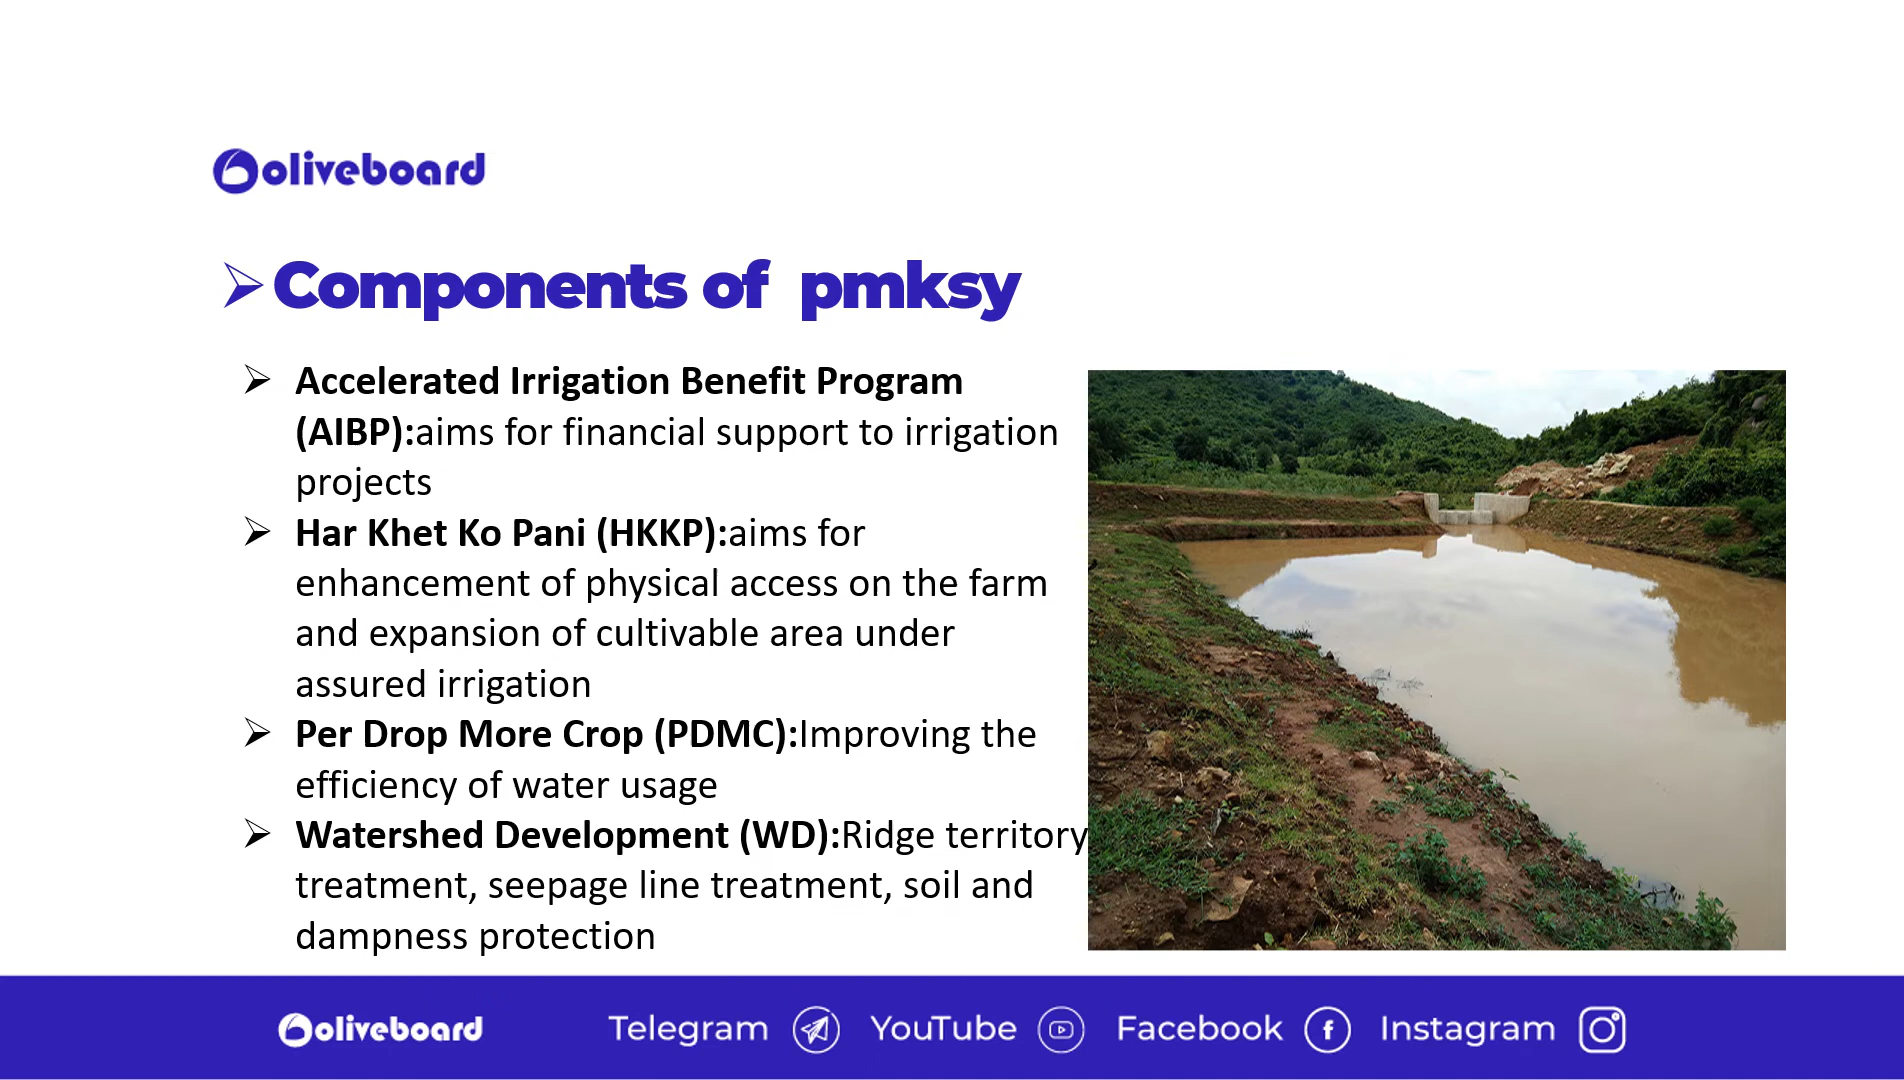 oliveboard
Components of pmksy
Accelerated Irrigation Benefit Program
(AIBP):aims for financial support to irrigation
projects
Har Khet Ko Pani (HKKP):aims for
enhancement of physical access on the farm
and expansion of cultivable area under
assured irrigation
Per Drop More Crop (PDMC):Improving the
efficiency of water usage
Watershed Development (WD):Ridge territory
treatment, seepage line treatment, soil and
dampness protection
oliveboard Telegram YouTube Facebook Instagram